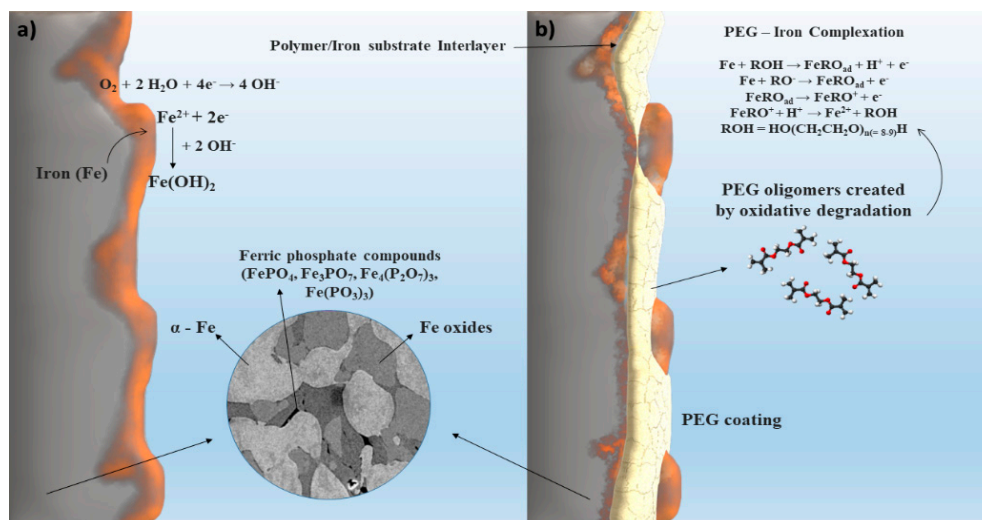 a)
O₂ + 2 H₂O + 4e⁻ → 4 OH⁻
Fe²⁺ + 2e⁻
+ 2 OH⁻
Fe(OH)₂
Iron (Fe)
Ferric phosphate compounds
(FePO₄, Fe₃PO₇, Fe₄(P₂O₇)₃,
Fe(PO₃)₃)
α - Fe
Fe oxides
Polymer/Iron substrate Interlayer
b)
PEG – Iron Complexation
Fe + ROH → FeRO_ad + H⁺ + e⁻
Fe + RO⁻ → FeRO_ad + e⁻
FeRO_ad → FeRO⁺ + e⁻
FeRO⁺ + H⁺ → Fe²⁺ + ROH
ROH = HO(CH₂CH₂O)ₙ₍₌ ₈₋₉₎H
PEG oligomers created
by oxidative degradation
PEG coating